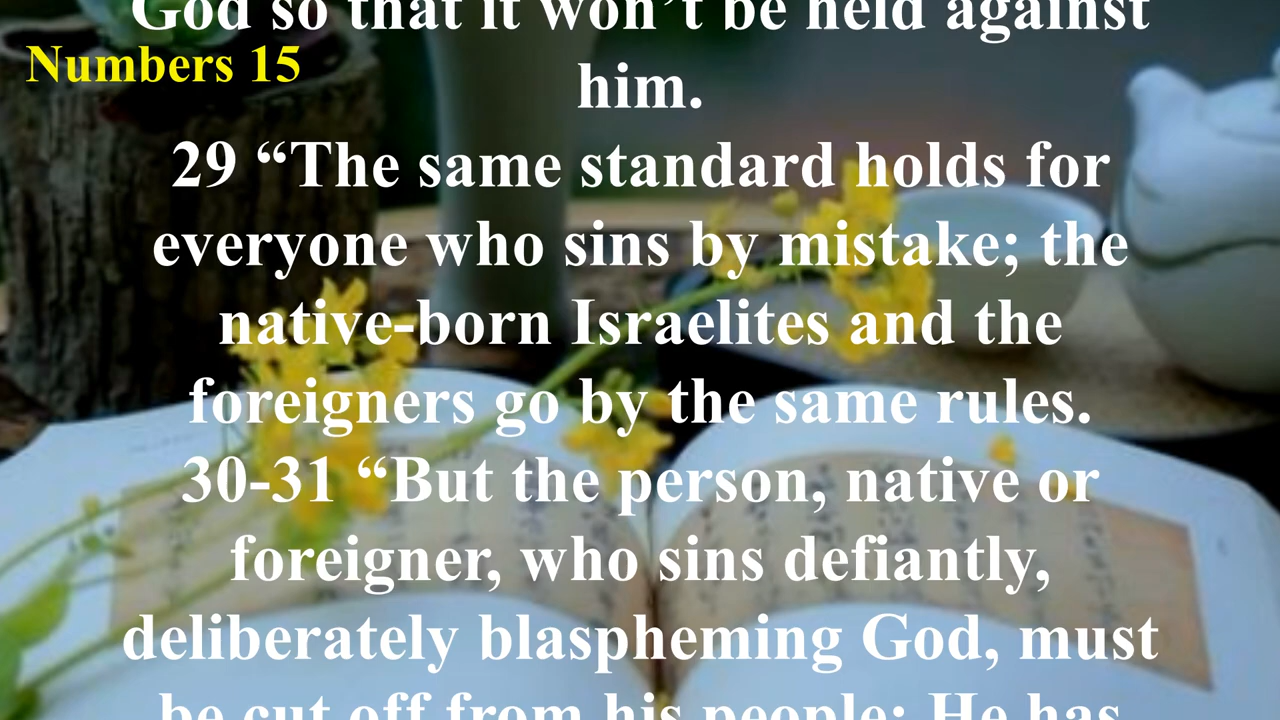 God so that it won’t be held against
Numbers 15
him.
29 “The same standard holds for
everyone who sins by mistake; the
native-born Israelites and the
foreigners go by the same rules.
30-31 “But the person, native or
foreigner, who sins defiantly,
deliberately blaspheming God, must
be cut off from his people: He has